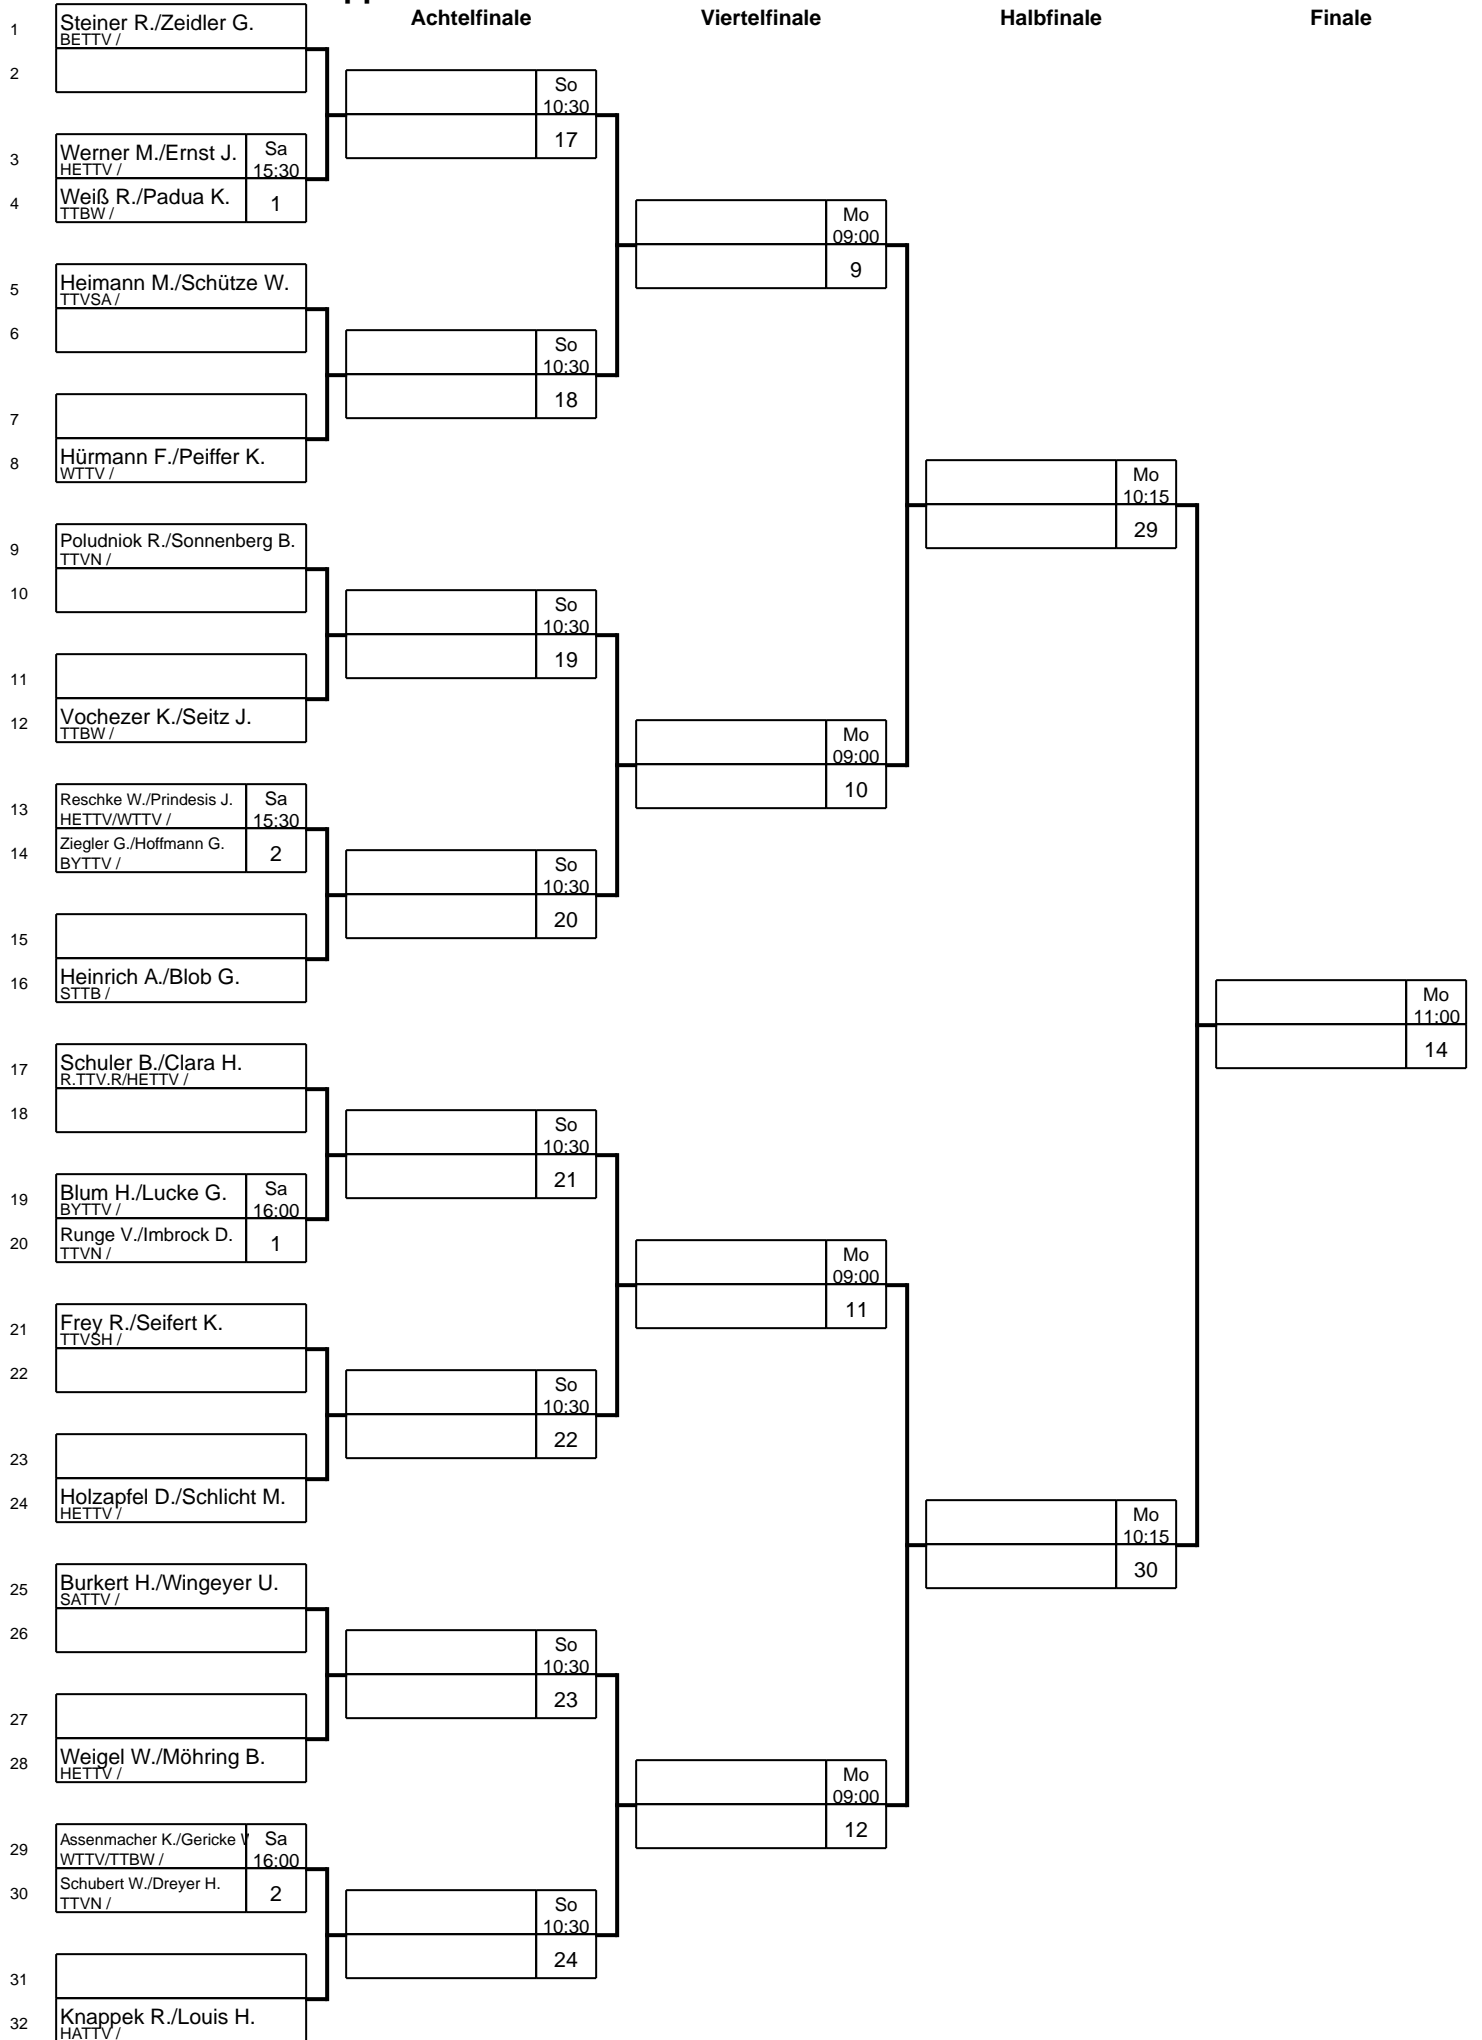 Achtelfinale Viertelfinale Halbfinale Finale
1 Steiner R./Zeidler G.
BETTV /
2
So
10:30
17
3 Werner M./Ernst J. Sa
HETTV / 15:30
4 Weiß R./Padua K. 1
TTBW /
Mo
09:00
9
5 Heimann M./Schütze W.
TTVSA /
6
So
10:30
18
7
8 Hürmann F./Peiffer K.
WTTV /
Mo
10:15
29
9 Poludniok R./Sonnenberg B.
TTVN /
10
So
10:30
19
11
12 Vochezer K./Seitz J.
TTBW /
Mo
09:00
10
13 Reschke W./Prindesis J. Sa
HETTV/WTTV / 15:30
14 Ziegler G./Hoffmann G. 2
BYTTV /
So
10:30
20
15
16 Heinrich A./Blob G.
STTB /
Mo
11:00
14
17 Schuler B./Clara H.
R.TTV.R/HETTV /
18
So
10:30
21
19 Blum H./Lucke G. Sa
BYTTV / 16:00
20 Runge V./Imbrock D. 1
TTVN /
Mo
09:00
11
21 Frey R./Seifert K.
TTVSH /
22
So
10:30
22
23
24 Holzapfel D./Schlicht M.
HETTV /
Mo
10:15
30
25 Burkert H./Wingeyer U.
SATTV /
26
So
10:30
23
27
28 Weigel W./Möhring B.
HETTV /
Mo
09:00
12
29 Assenmacher K./Gericke Sa
WTTV/TTBW / 16:00
30 Schubert W./Dreyer H. 2
TTVN /
So
10:30
24
31
32 Knappek R./Louis H.
HATTV /